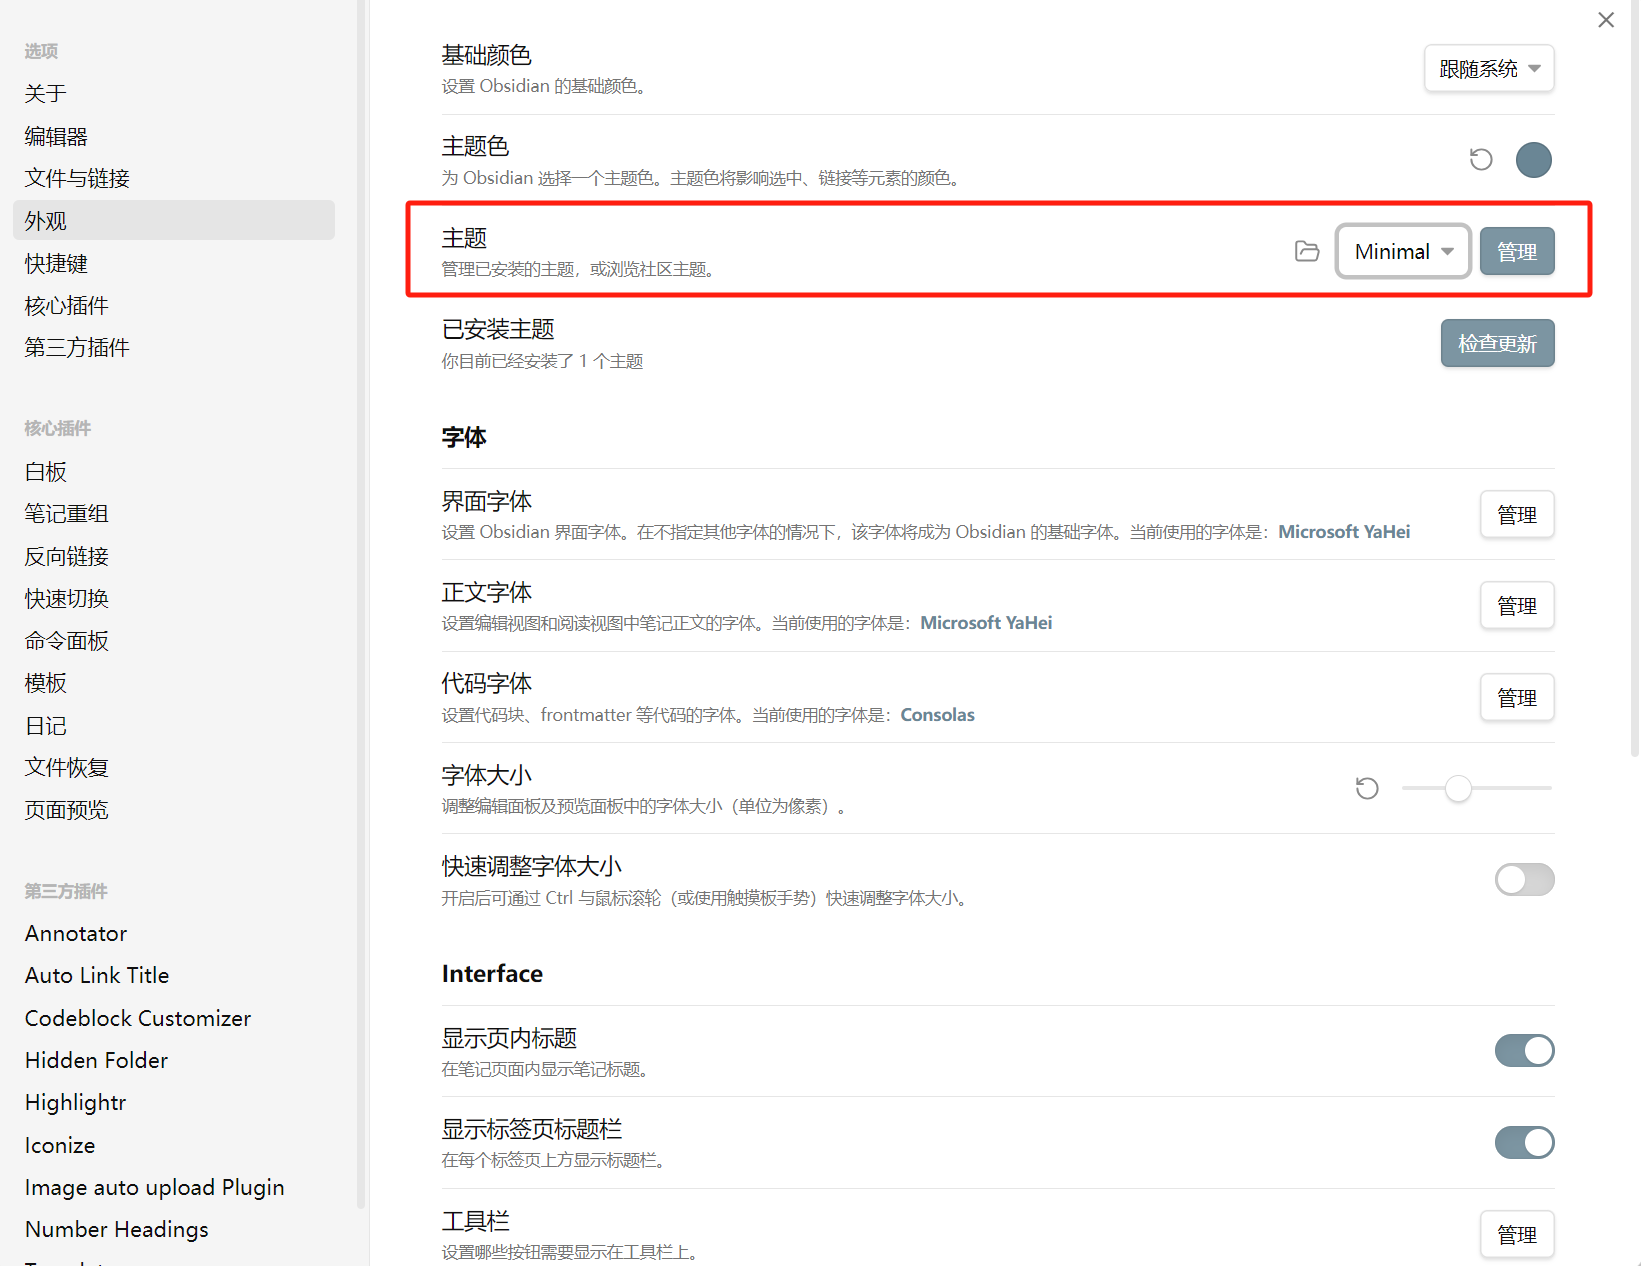 选项
关于
编辑器
文件与链接
外观
快捷键
核心插件
第三方插件
核心插件
白板
笔记重组
反向链接
快速切换
命令面板
模板
日记
文件恢复
页面预览
第三方插件
Annotator
Auto Link Title
Codeblock Customizer
Hidden Folder
Highlightr
Iconize
Image auto upload Plugin
Number Headings
基础颜色
设置 Obsidian 的基础颜色。
跟随系统
主题色
为 Obsidian 选择一个主题色。主题色将影响选中、链接等元素的颜色。
主题
管理已安装的主题，或浏览社区主题。
Minimal
管理
已安装主题
你目前已经安装了 1 个主题
检查更新
字体
界面字体
设置 Obsidian 界面字体。在不指定其他字体的情况下，该字体将成为 Obsidian 的基础字体。当前使用的字体是：Microsoft YaHei
管理
正文字体
设置编辑视图和阅读视图中笔记正文的字体。当前使用的字体是：Microsoft YaHei
管理
代码字体
设置代码块、frontmatter 等代码的字体。当前使用的字体是：Consolas
管理
字体大小
调整编辑面板及预览面板中的字体大小（单位为像素）。
快速调整字体大小
开启后可通过 Ctrl 与鼠标滚轮（或使用触摸板手势）快速调整字体大小。
Interface
显示页内标题
在笔记页面内显示笔记标题。
显示标签页标题栏
在每个标签页上方显示标题栏。
工具栏
设置哪些按钮需要显示在工具栏上。
管理